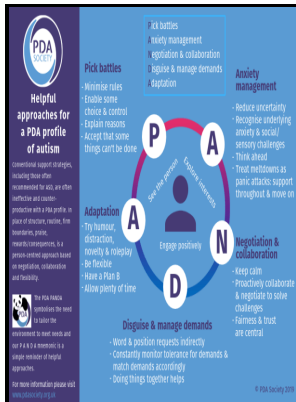 PDA
SOCIETY
Helpful
approaches for
a PDA profile
of autism
Conventional support strategies,
including those often
recommended for ASD, are often
ineffective and counter-
productive with a PDA profile. In
place of structure, routine, firm
boundaries, praise,
rewards/consequences, is a
person-centred approach based
on negotiation, collaboration
and flexibility.
The PDA PANDA
symbolises the need
to tailor the
environment to meet needs and
our P A N D A mnemonic is a
simple reminder of helpful
approaches.
For more information please visit
www.pdasociety.org.uk
Pick battles
Anxiety management
Negotiation & collaboration
Disguise & manage demands
Adaptation
Pick battles
- Minimise rules
- Enable some
choice & control
- Explain reasons
- Accept that some
things can't be done
Anxiety
management
- Reduce uncertainty
- Recognise underlying
anxiety & social/
sensory challenges
- Think ahead
- Treat meltdowns as
panic attacks: support
throughout & move on
P
A
N
D
A
See the person
Explore interests
Engage positively
Adaptation
- Try humour,
distraction,
novelty & roleplay
- Be flexible
- Have a Plan B
- Allow plenty of time
Negotiation &
collaboration
- Keep calm
- Proactively collaborate
& negotiate to solve
challenges
- Fairness & trust
are central
Disguise & manage demands
- Word & position requests indirectly
- Constantly monitor tolerance for demands &
match demands accordingly
- Doing things together helps
© PDA Society 2019